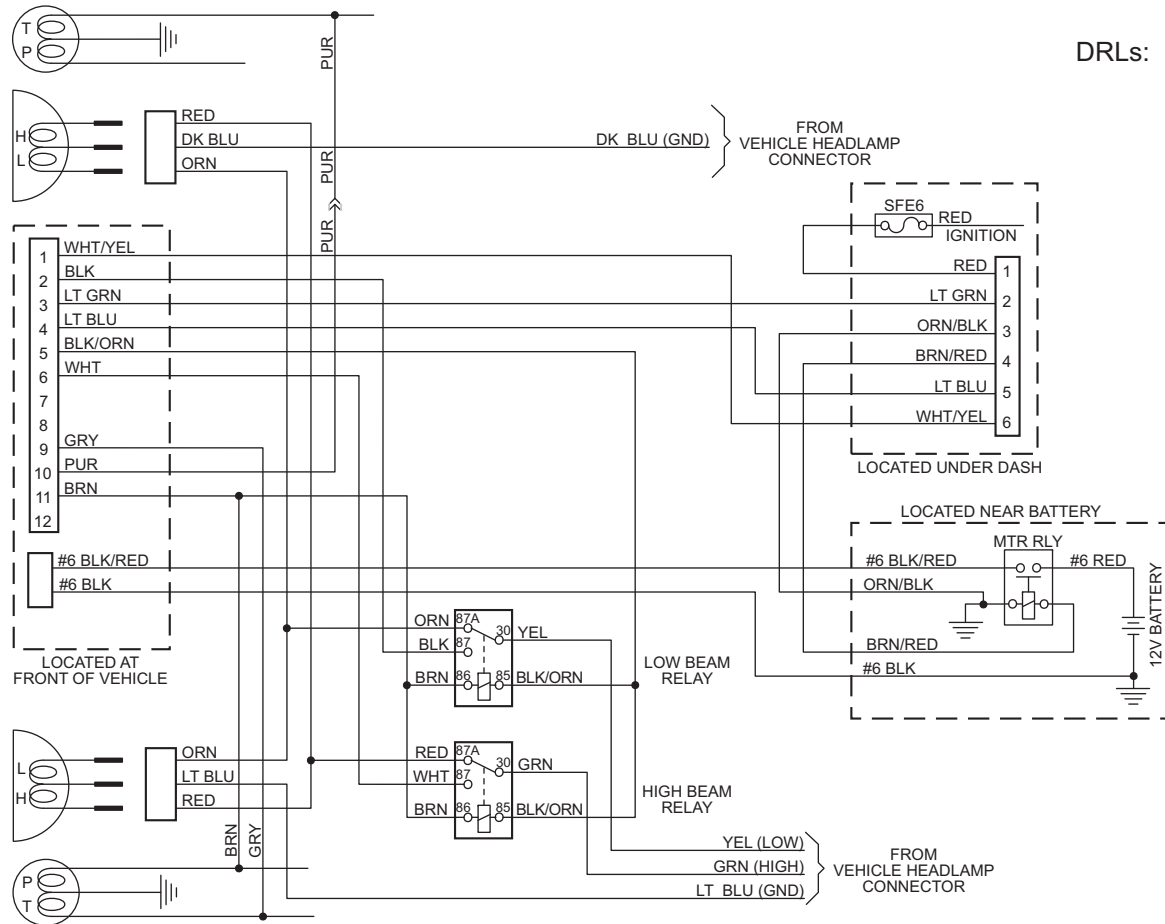 T
P
PUR
DRLs:
H
L
RED
DK BLU
ORN
PUR
DK BLU (GND)
FROM
VEHICLE HEADLAMP
CONNECTOR
PUR
SFE6
RED
IGNITION
1 WHT/YEL
2 BLK
3 LT GRN
4 LT BLU
5 BLK/ORN
6 WHT
7
8
9 GRY
10 PUR
11 BRN
12
RED 1
LT GRN 2
ORN/BLK 3
BRN/RED 4
LT BLU 5
WHT/YEL 6
LOCATED UNDER DASH
#6 BLK/RED
#6 BLK
LOCATED AT
FRONT OF VEHICLE
LOCATED NEAR BATTERY
MTR RLY
#6 BLK/RED
#6 RED
ORN/BLK
BRN/RED
#6 BLK
12V BATTERY
ORN 87A 30 YEL
BLK 87
BRN 86 85 BLK/ORN
LOW BEAM
RELAY
RED 87A 30 GRN
WHT 87
BRN 86 85 BLK/ORN
HIGH BEAM
RELAY
L
H
ORN
LT BLU
RED
BRN
GRY
P
T
YEL (LOW)
GRN (HIGH)
LT BLU (GND)
FROM
VEHICLE HEADLAMP
CONNECTOR